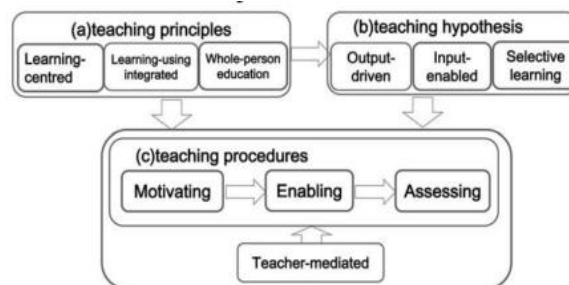 (a)teaching principles
Learning-
centred
Learning-using
integrated
Whole-person
education
(b)teaching hypothesis
Output-
driven
Input-
enabled
Selective
learning
(c)teaching procedures
Motivating
Enabling
Assessing
Teacher-mediated